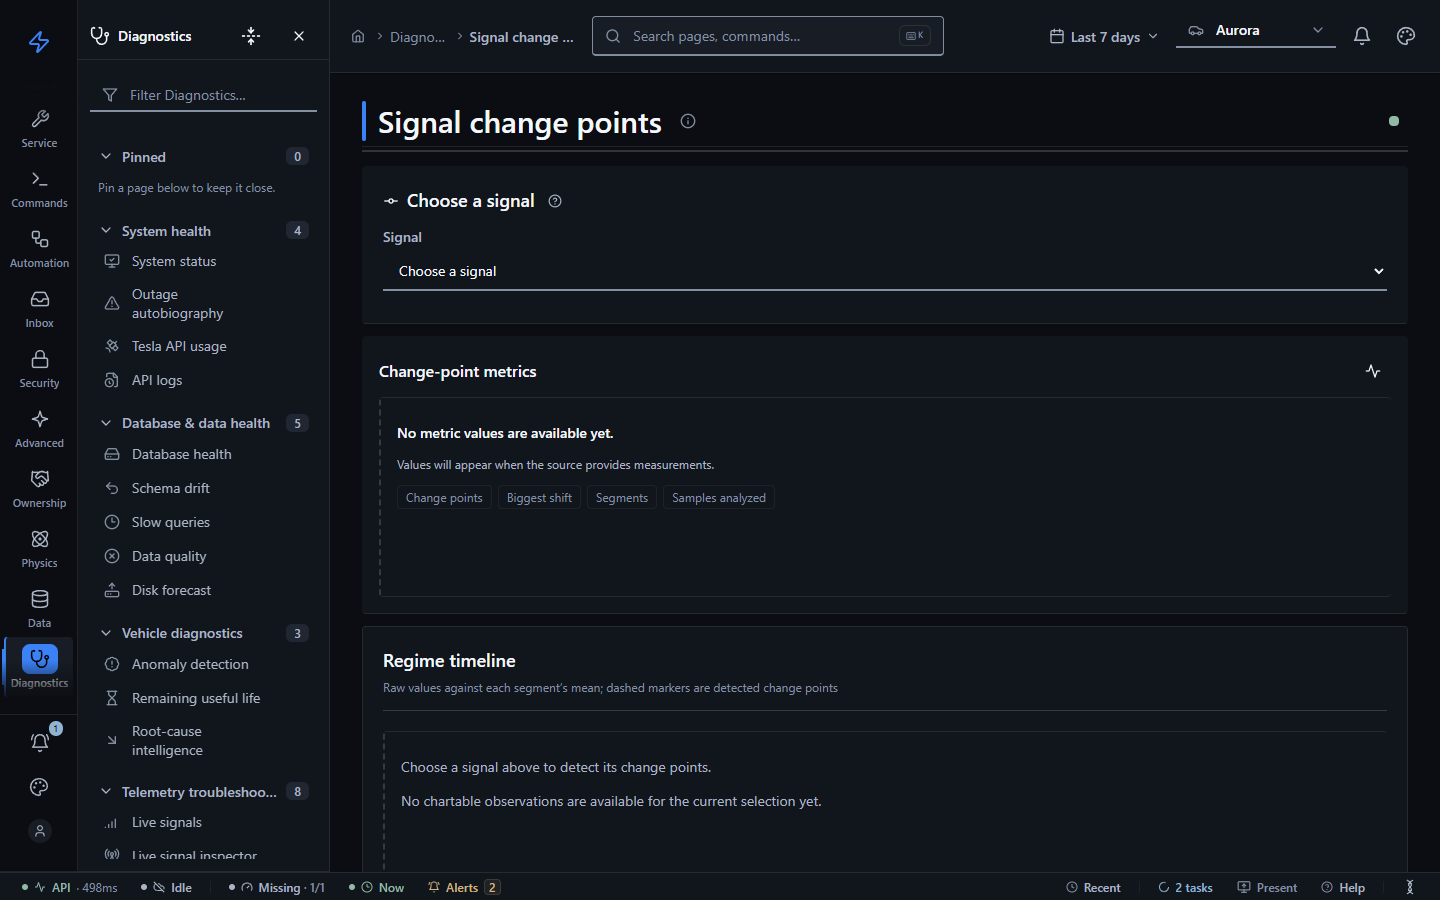 Service
Commands
Automation
Inbox
Security
Advanced
Ownership
Physics
Data
Diagnostics
1
Diagnostics
Filter Diagnostics...
Pinned 0
Pin a page below to keep it close.
System health 4
System status
Outage
autobiography
Tesla API usage
API logs
Database & data health 5
Database health
Schema drift
Slow queries
Data quality
Disk forecast
Vehicle diagnostics 3
Anomaly detection
Remaining useful life
Root-cause
intelligence
Telemetry troubleshoo... 8
Live signals
Live signal inspector
Diagno... Signal change ...
Search pages, commands... K
Last 7 days
Aurora
Signal change points
Choose a signal
Signal
Choose a signal
Change-point metrics
No metric values are available yet.
Values will appear when the source provides measurements.
Change points Biggest shift Segments Samples analyzed
Regime timeline
Raw values against each segment's mean; dashed markers are detected change points
Choose a signal above to detect its change points.
No chartable observations are available for the current selection yet.
API · 498ms Idle Missing · 1/1 Now Alerts 2 Recent 2 tasks Present Help